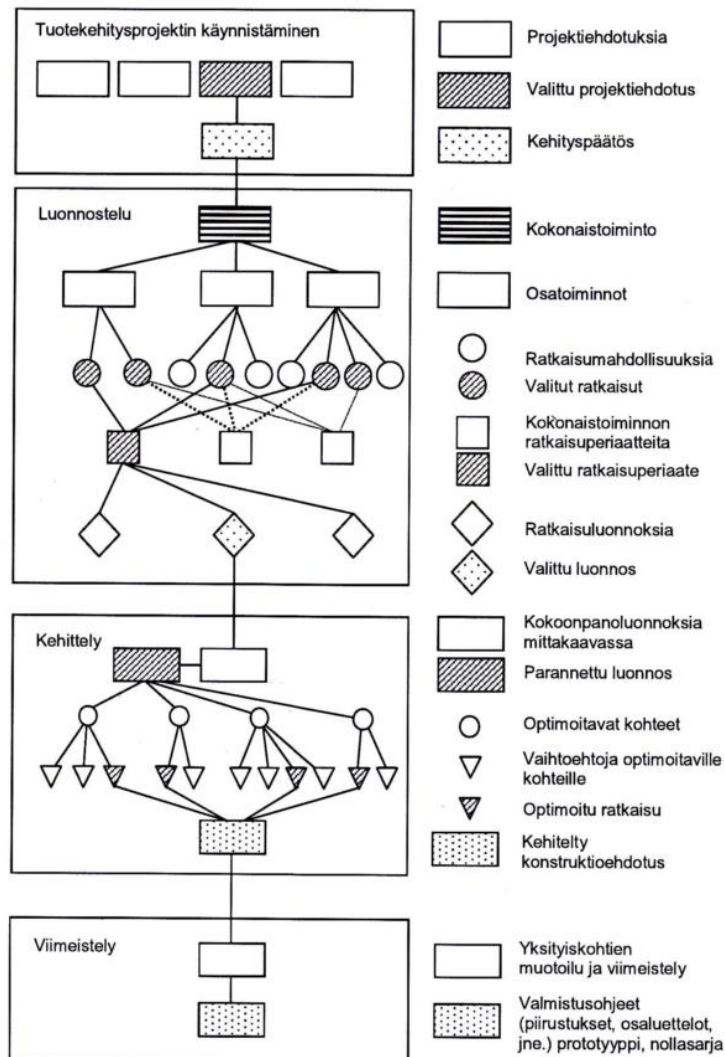 Tuotekehitysprojektin käynnistäminen
Projektiehdotuksia
Valittu projektiehdotus
Kehityspäätös
Luonnostelu
Kokonaistoiminto
Osatoiminnot
Ratkaisumahdollisuuksia
Valitut ratkaisut
Kokonaistoiminnon
ratkaisuperiaatteita
Valittu ratkaisuperiaate
Ratkaisuluonnoksia
Valittu luonnos
Kehittely
Kokoonpanoluonnoksia
mittakaavassa
Parannettu luonnos
Optimoitavat kohteet
Vaihtoehtoja optimoitaville
kohteille
Optimoitu ratkaisu
Kehitelty
konstruktioehdotus
Viimeistely
Yksityiskohtien
muotoilu ja viimeistely
Valmistusohjeet
(piirustukset, osaluettelot,
jne.) prototyyppi, nollasarja